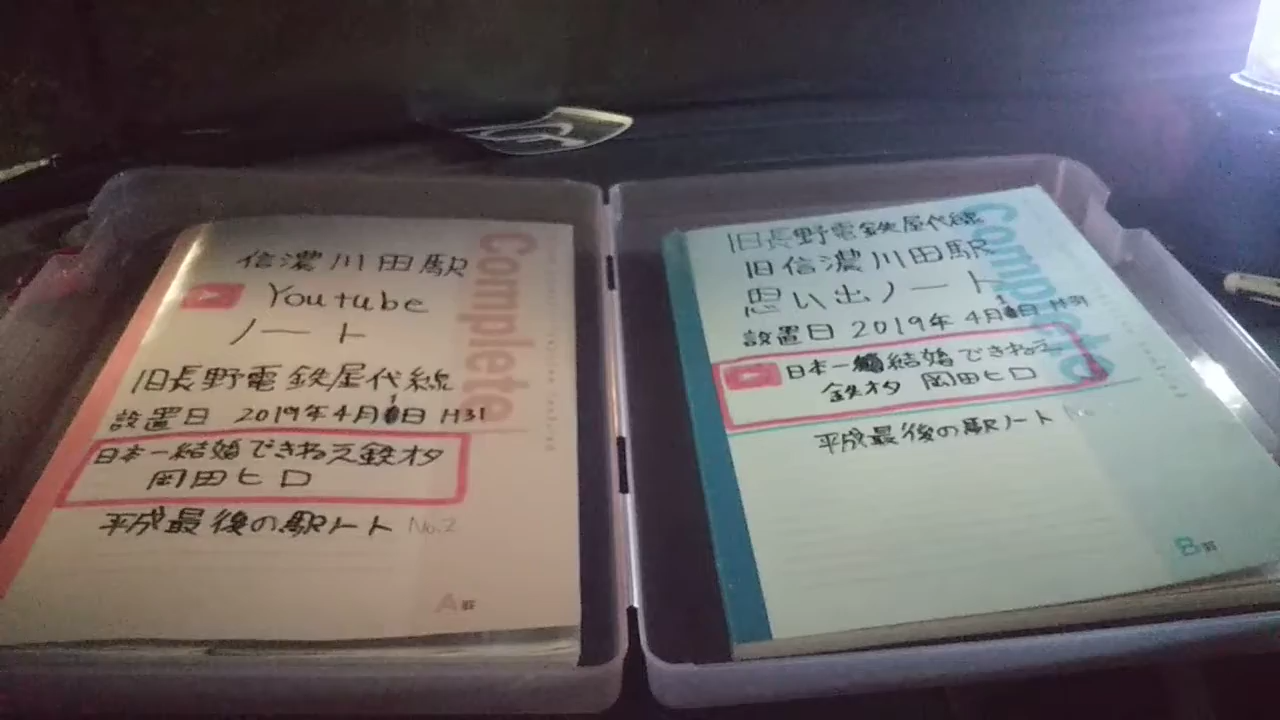 信濃川田駅
Youtube
ノート
旧長野電鉄屋代線
設置日 2019年4月1日 H31
日本一結婚できねえ鉄オタ
岡田ヒロ
平成最後の駅ノート No.2
A罫
Complete
旧長野電鉄屋代線
旧信濃川田駅
思い出ノート
設置日 2019年4月1日 H31
日本一結婚できねえ
鉄オタ 岡田ヒロ
平成最後の駅ノート No
B罫
Complete